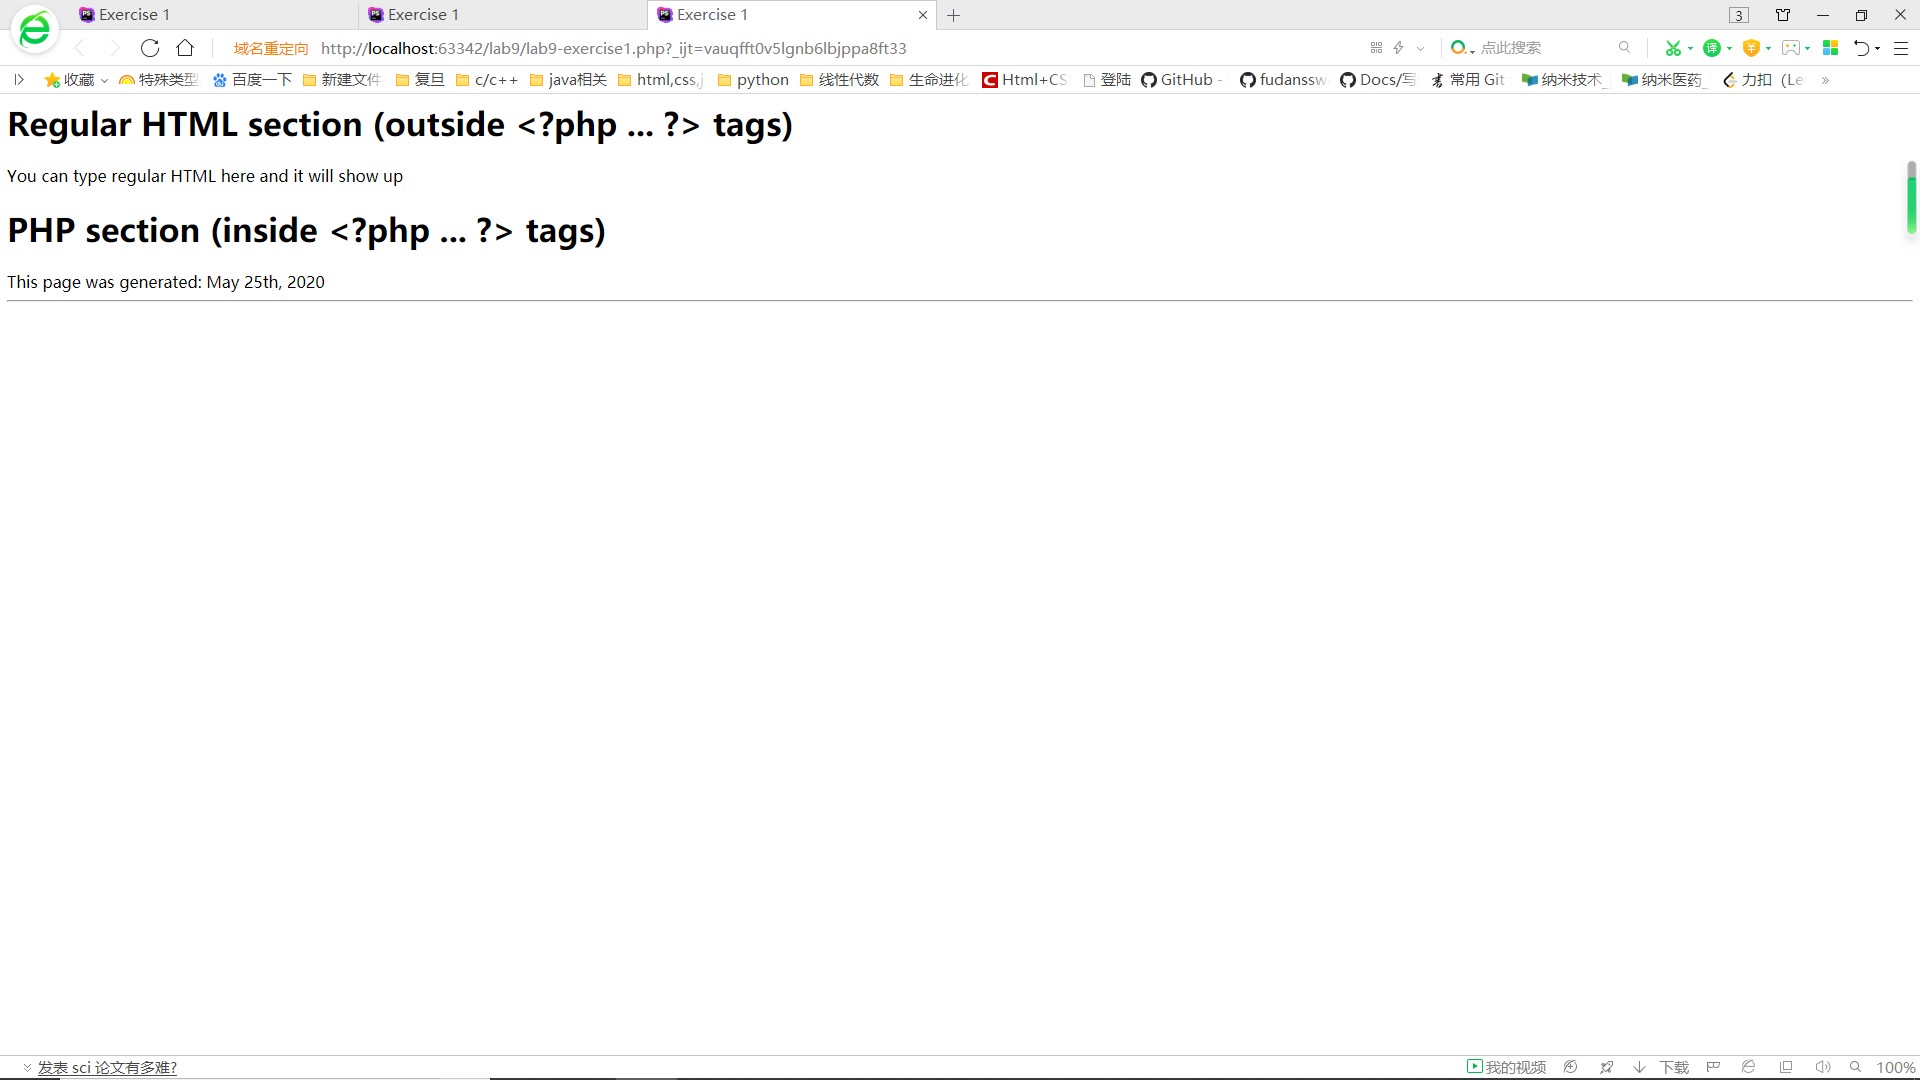 Exercise 1 Exercise 1 Exercise 1 3
域名重定向 http://localhost:63342/lab9/lab9-exercise1.php?_ijt=vauqfft0v5lgnb6lbjppa8ft33 点此搜索 译
收藏 特殊类型 百度一下 新建文件 复旦 c/c++ java相关 html,css,j python 线性代数 生命进化 Html+CS 登陆 GitHub - fudanssw Docs/写 常用 Git 纳米技术_ 纳米医药_ 力扣 (Le »
Regular HTML section (outside <?php ... ?> tags)
You can type regular HTML here and it will show up
PHP section (inside <?php ... ?> tags)
This page was generated: May 25th, 2020
发表 sci 论文有多难? 我的视频 下载 100%